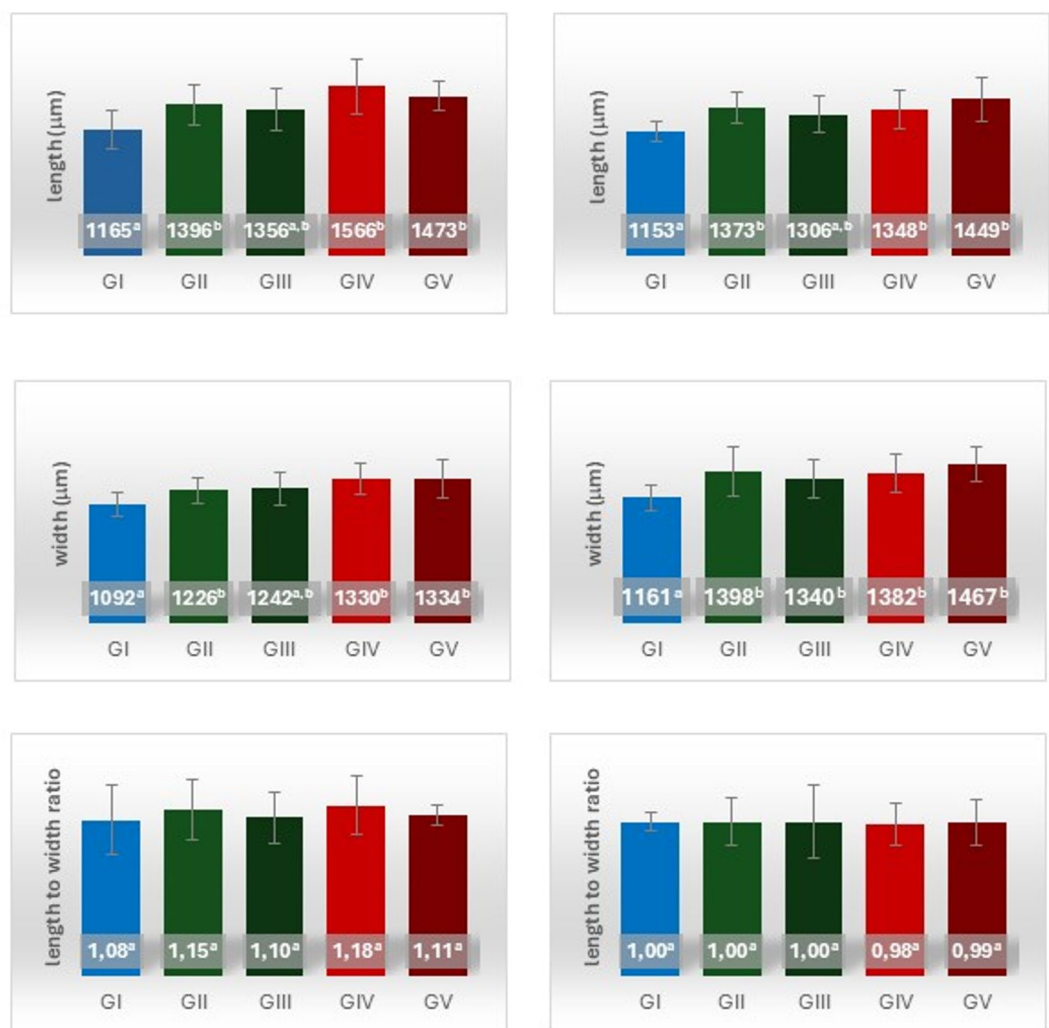 length (μm)
1165ᵃ 1396ᵇ 1356ᵃ,ᵇ 1566ᵇ 1473ᵇ
GI GII GIII GIV GV
length (μm)
1153ᵃ 1373ᵇ 1306ᵃ,ᵇ 1348ᵇ 1449ᵇ
GI GII GIII GIV GV
width (μm)
1092ᵃ 1226ᵇ 1242ᵃ,ᵇ 1330ᵇ 1334ᵇ
GI GII GIII GIV GV
width (μm)
1161ᵃ 1398ᵇ 1340ᵇ 1382ᵇ 1467ᵇ
GI GII GIII GIV GV
length to width ratio
1,08ᵃ 1,15ᵃ 1,10ᵃ 1,18ᵃ 1,11ᵃ
GI GII GIII GIV GV
length to width ratio
1,00ᵃ 1,00ᵃ 1,00ᵃ 0,98ᵃ 0,99ᵃ
GI GII GIII GIV GV